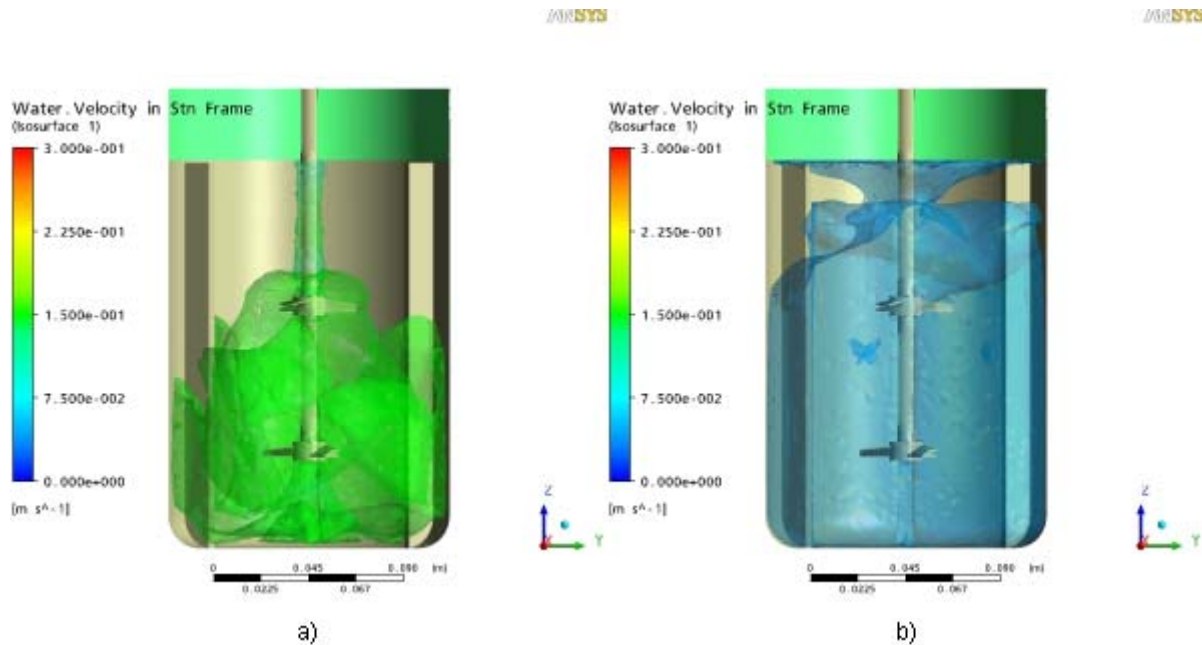 ANSYS
ANSYS
Water.Velocity in Stn Frame
(Isosurface 1)
3.000e-001
2.250e-001
1.500e-001
7.500e-002
0.000e+000
[m s^-1]
Z
X
Y
0 0.045 0.090 (m)
0.0225 0.067
a)
Water.Velocity in Stn Frame
(Isosurface 1)
3.000e-001
2.250e-001
1.500e-001
7.500e-002
0.000e+000
[m s^-1]
Z
X
Y
0 0.045 0.090 (m)
0.0225 0.067
b)